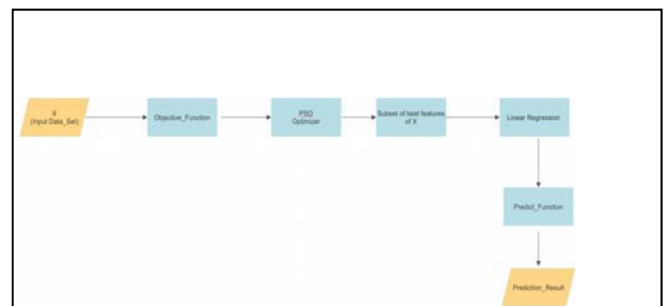 X
(Input Data_Set)
Objective_Function
PSO
Optimizer
Subset of best features
of X
Linear Regression
Predict_Function
Prediction_Result